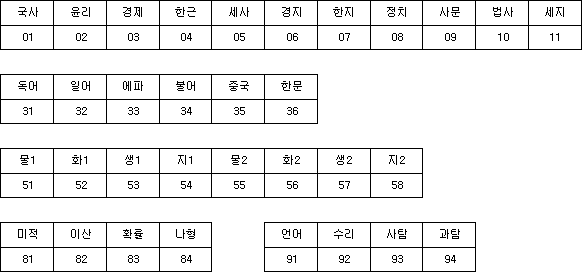 국사 윤리 경제 한근 세사 경지 한지 정치 사문 법사 세지
01 02 03 04 05 06 07 08 09 10 11
독어 일어 에파 불어 중국 한문
31 32 33 34 35 36
물1 화1 생1 지1 물2 화2 생2 지2
51 52 53 54 55 56 57 58
미적 이산 확률 나형 언어 수리 사탐 과탐
81 82 83 84 91 92 93 94